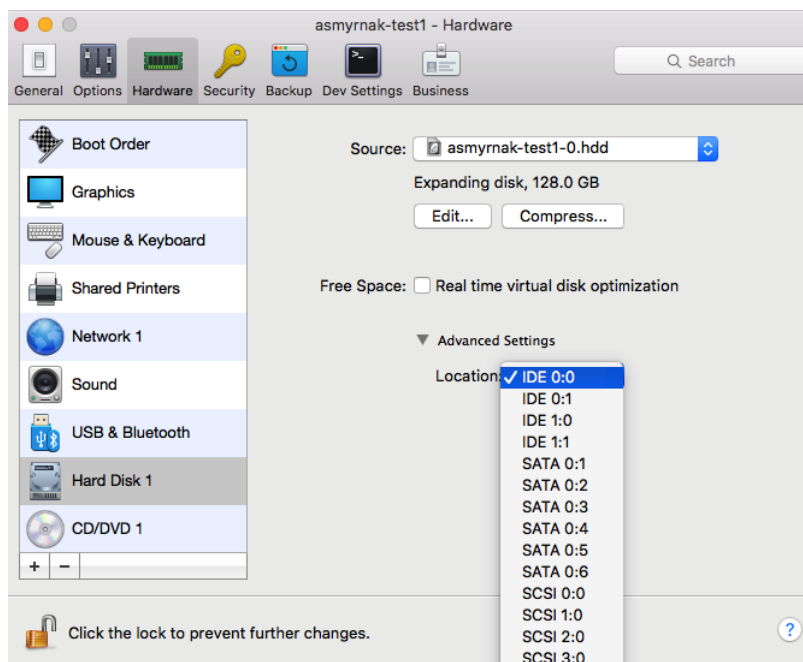 asmyrnak-test1 - Hardware
Search
General Options Hardware Security Backup Dev Settings Business
Boot Order
Graphics
Mouse & Keyboard
Shared Printers
Network 1
Sound
USB & Bluetooth
Hard Disk 1
CD/DVD 1
+ −
Source: asmyrnak-test1-0.hdd
Expanding disk, 128.0 GB
Edit... Compress...
Free Space: Real time virtual disk optimization
Advanced Settings
Location: ✓ IDE 0:0
IDE 0:1
IDE 1:0
IDE 1:1
SATA 0:1
SATA 0:2
SATA 0:3
SATA 0:4
SATA 0:5
SATA 0:6
SCSI 0:0
SCSI 1:0
SCSI 2:0
SCSI 3:0
Click the lock to prevent further changes.
?